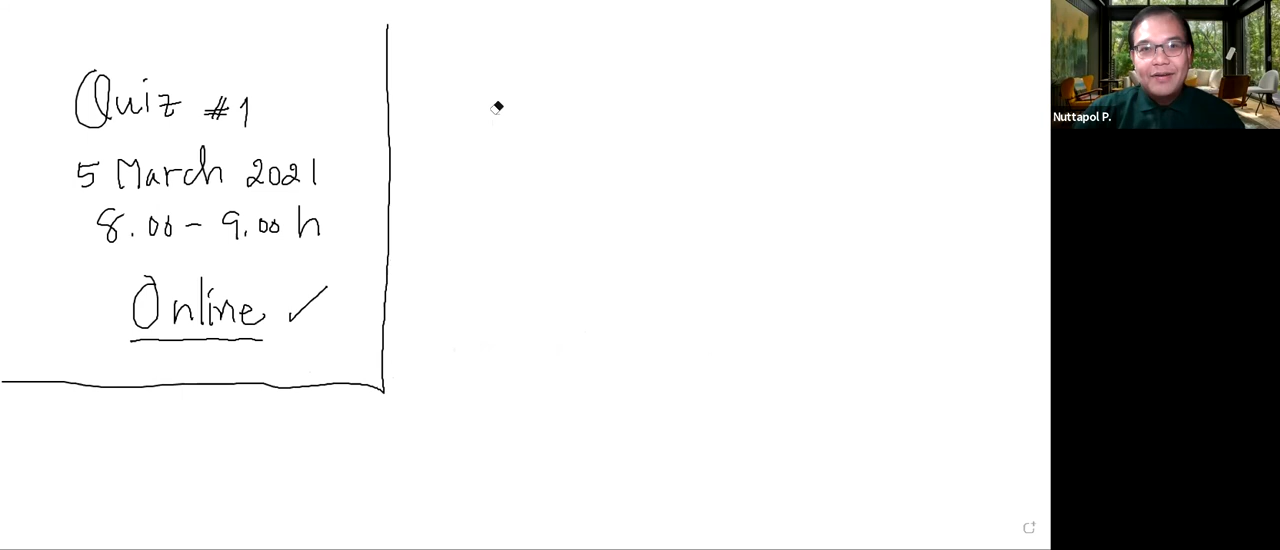 Quiz #1
5 March 2021
8.00 - 9.00 h
Online ✓
Nuttapol P.